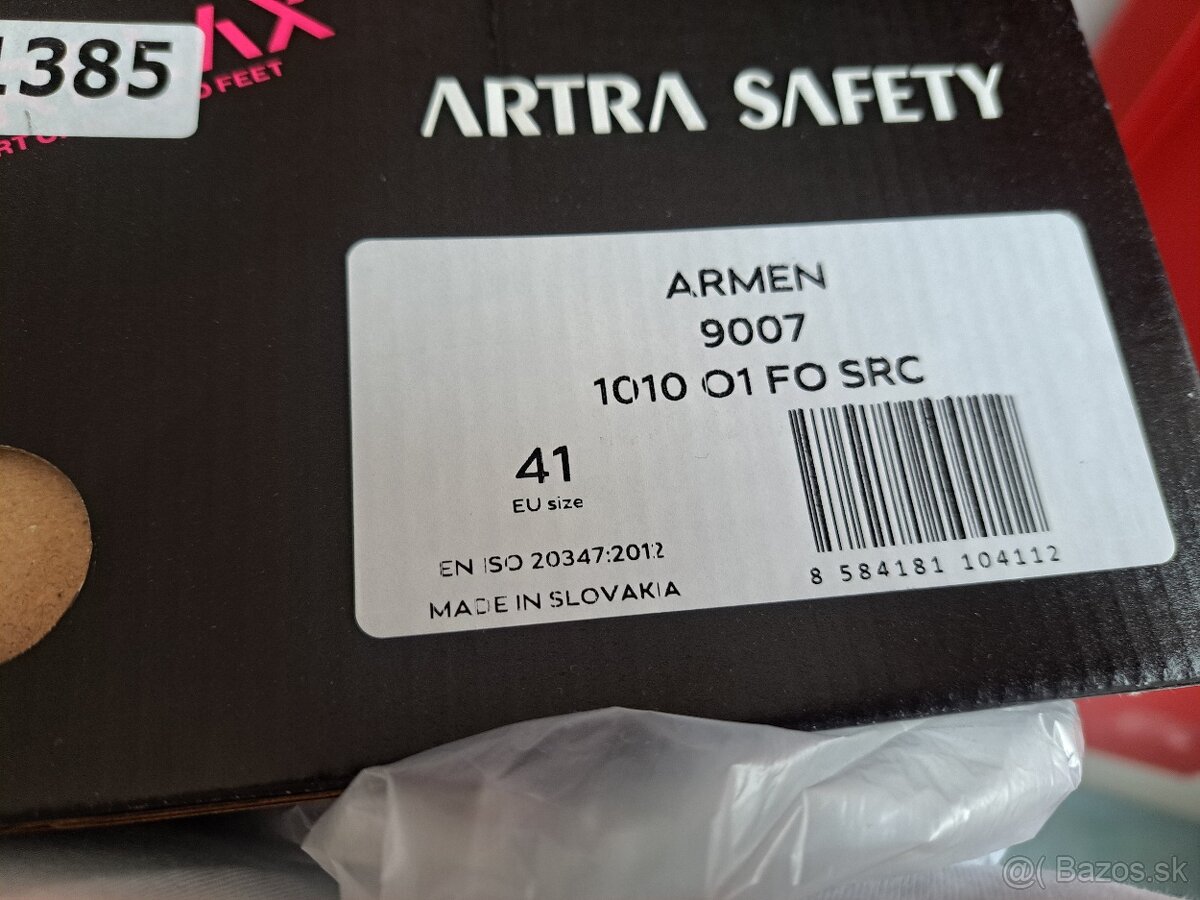 1385
FEET
ARTRA SAFETY
ARMEN
9007
1010 O1 FO SRC
41
EU size
EN ISO 20347:2012
MADE IN SLOVAKIA
8 584181 104112
@( Bazos.sk